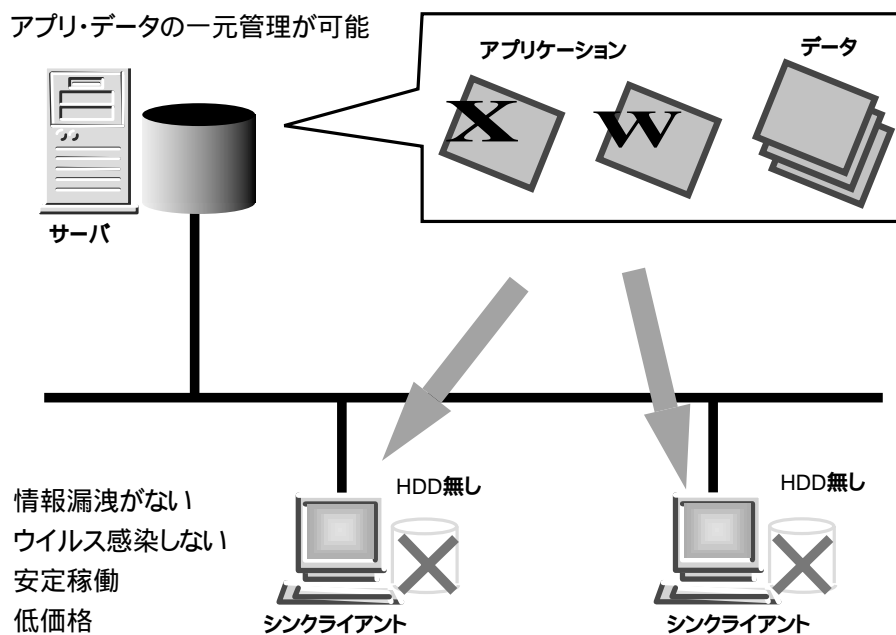 アプリ・データの一元管理が可能
アプリケーション
データ
X
W
サーバ
HDD無し
HDD無し
情報漏洩がない
ウイルス感染しない
安定稼働
低価格
シンクライアント
シンクライアント